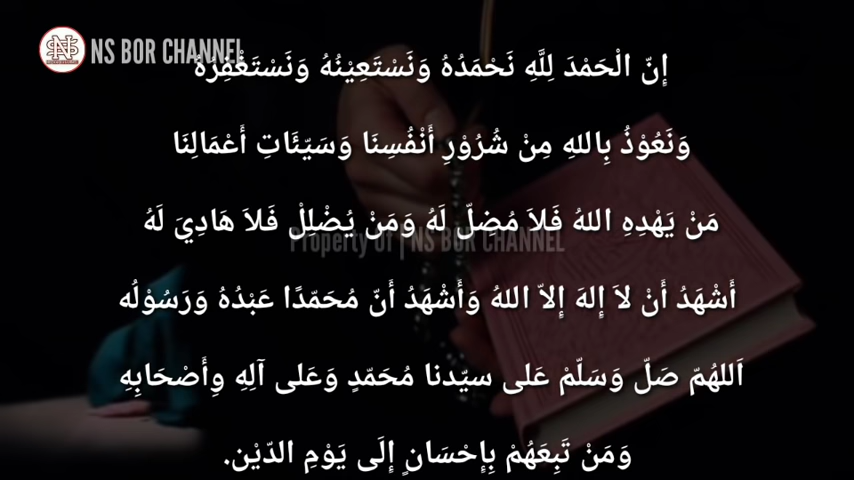 NS BOR CHANNEL
إِنّ الْحَمْدَ لِلَّهِ نَحْمَدُهُ وَنَسْتَعِيْنُهُ وَنَسْتَغْفِرُهُ
وَنَعُوْذُ بِاللهِ مِنْ شُرُوْرِ أَنْفُسِنَا وَسَيّئَاتِ أَعْمَالِنَا
مَنْ يَهْدِهِ اللهُ فَلاَ مُضِلّ لَهُ وَمَنْ يُضْلِلْ فَلاَ هَادِيَ لَهُ
Property of | NS BOR CHANNEL
أَشْهَدُ أَنْ لاَ إِلهَ إِلاّ اللهُ وَأَشْهَدُ أَنّ مُحَمّدًا عَبْدُهُ وَرَسُوْلُه
اَللهُمّ صَلّ وَسَلّمْ عَلى سيّدنا مُحَمّدٍ وَعَلى آلِهِ وِأَصْحَابِهِ
وَمَنْ تَبِعَهُمْ بِإِحْسَانٍ إِلَى يَوْمِ الدّيْن.